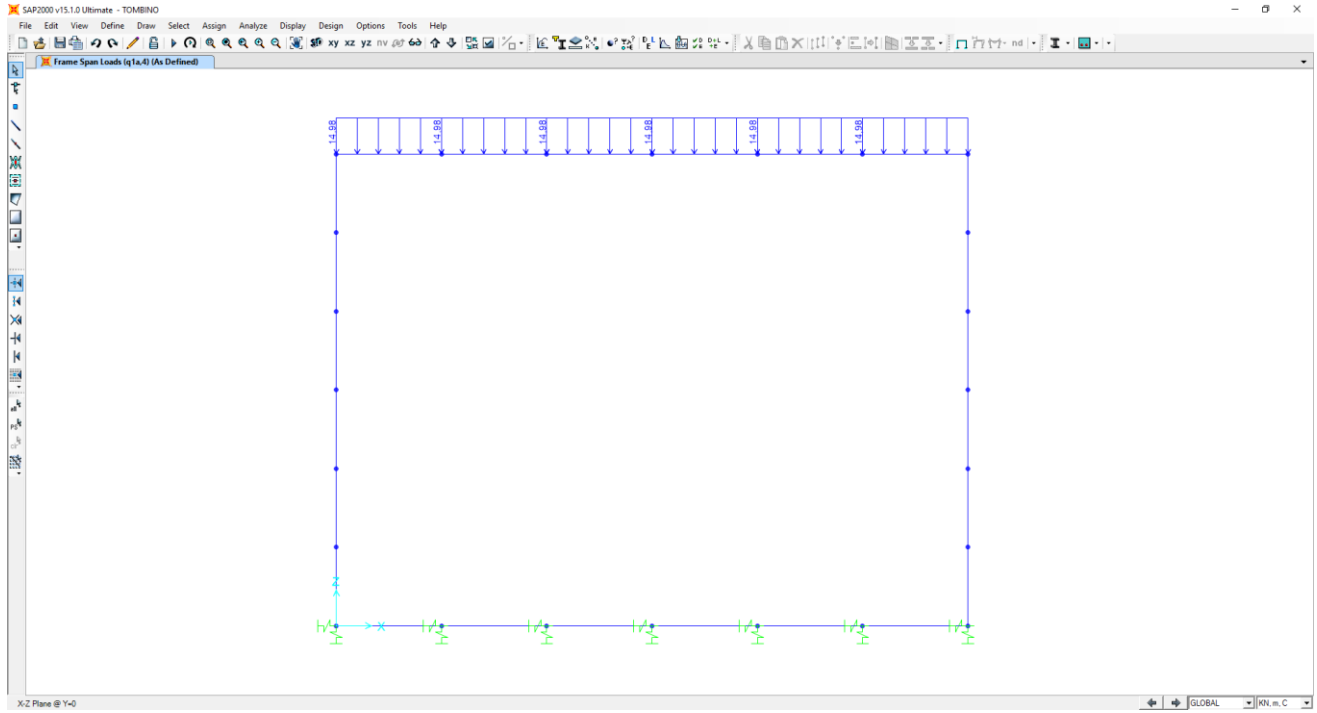 SAP2000 v15.1.0 Ultimate - TOMBINO
File Edit View Define Draw Select Assign Analyze Display Design Options Tools Help
xy xz yz nv nd
Frame Span Loads (q1a,4) (As Defined)
14.98 14.98 14.98 14.98 14.98 14.98
Z
X
X-Z Plane @ Y=0 GLOBAL KN, m, C